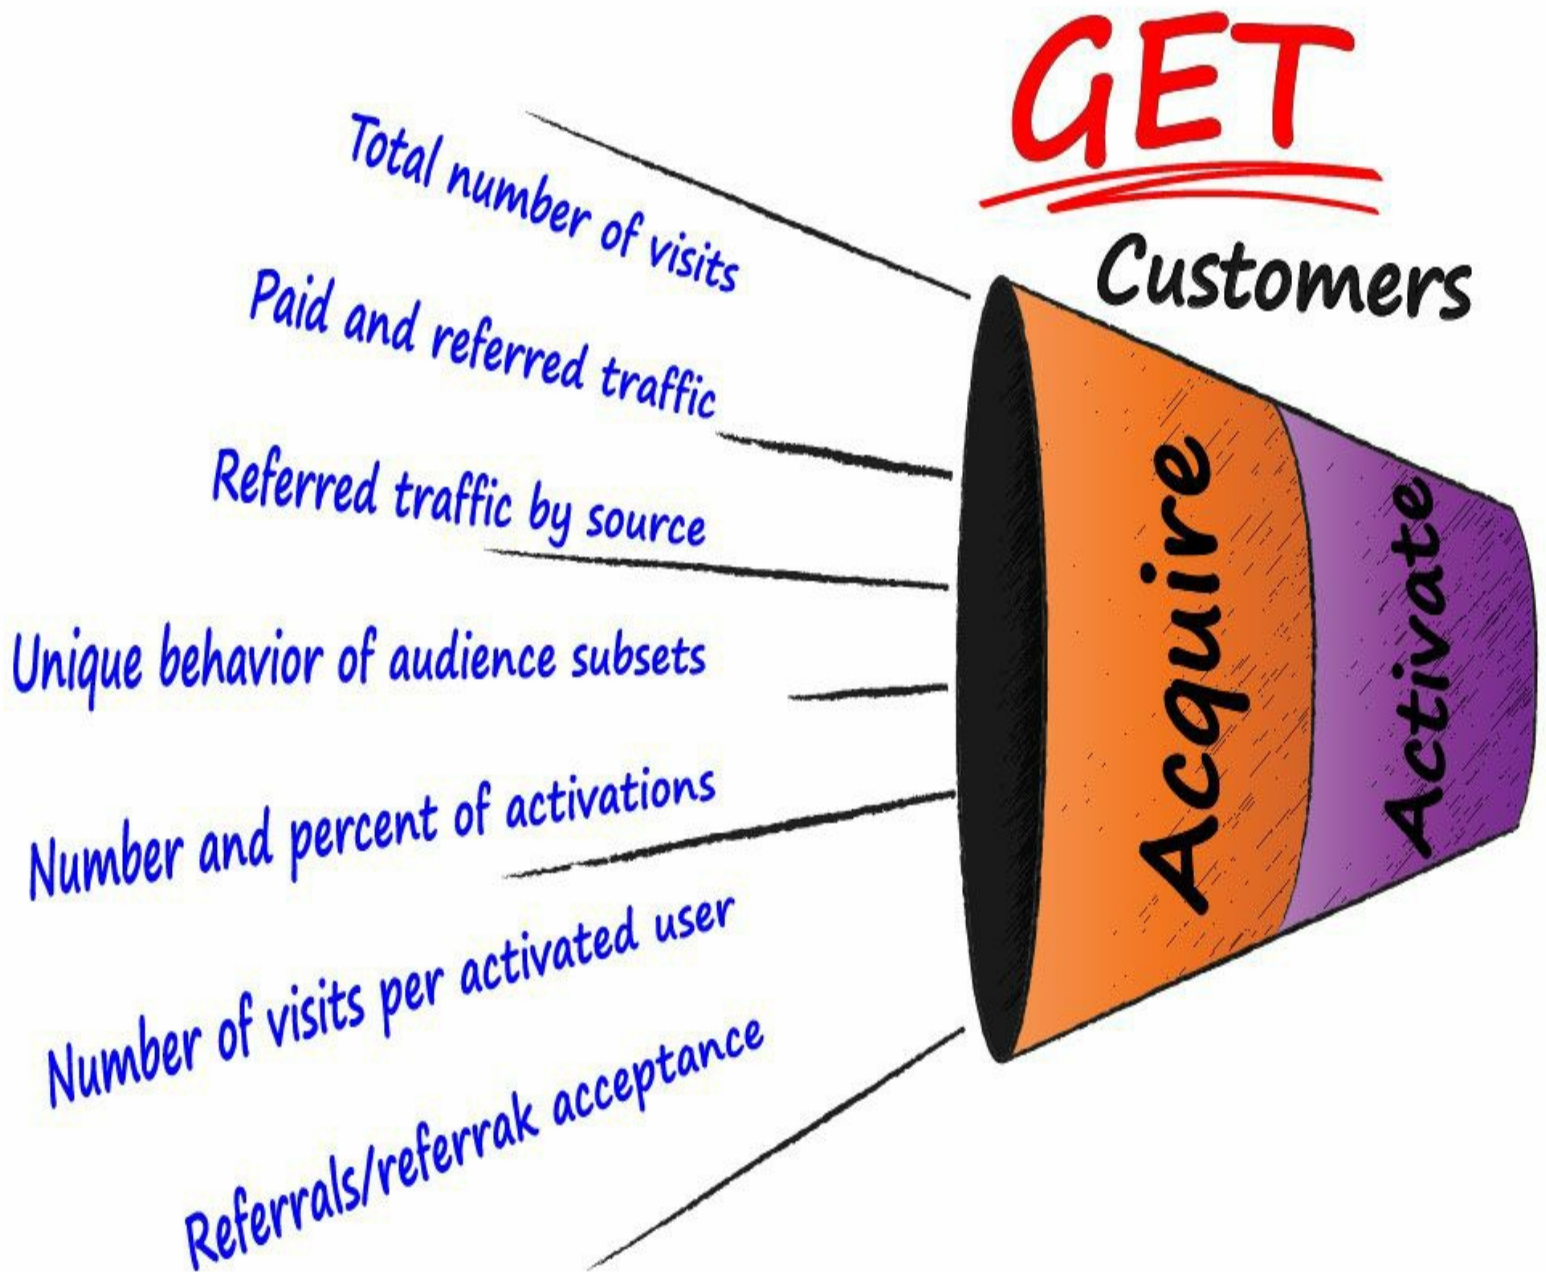 GET
Customers
Total number of visits
Paid and referred traffic
Referred traffic by source
Unique behavior of audience subsets
Number and percent of activations
Number of visits per activated user
Referrals/referrak acceptance
Acquire
Activate